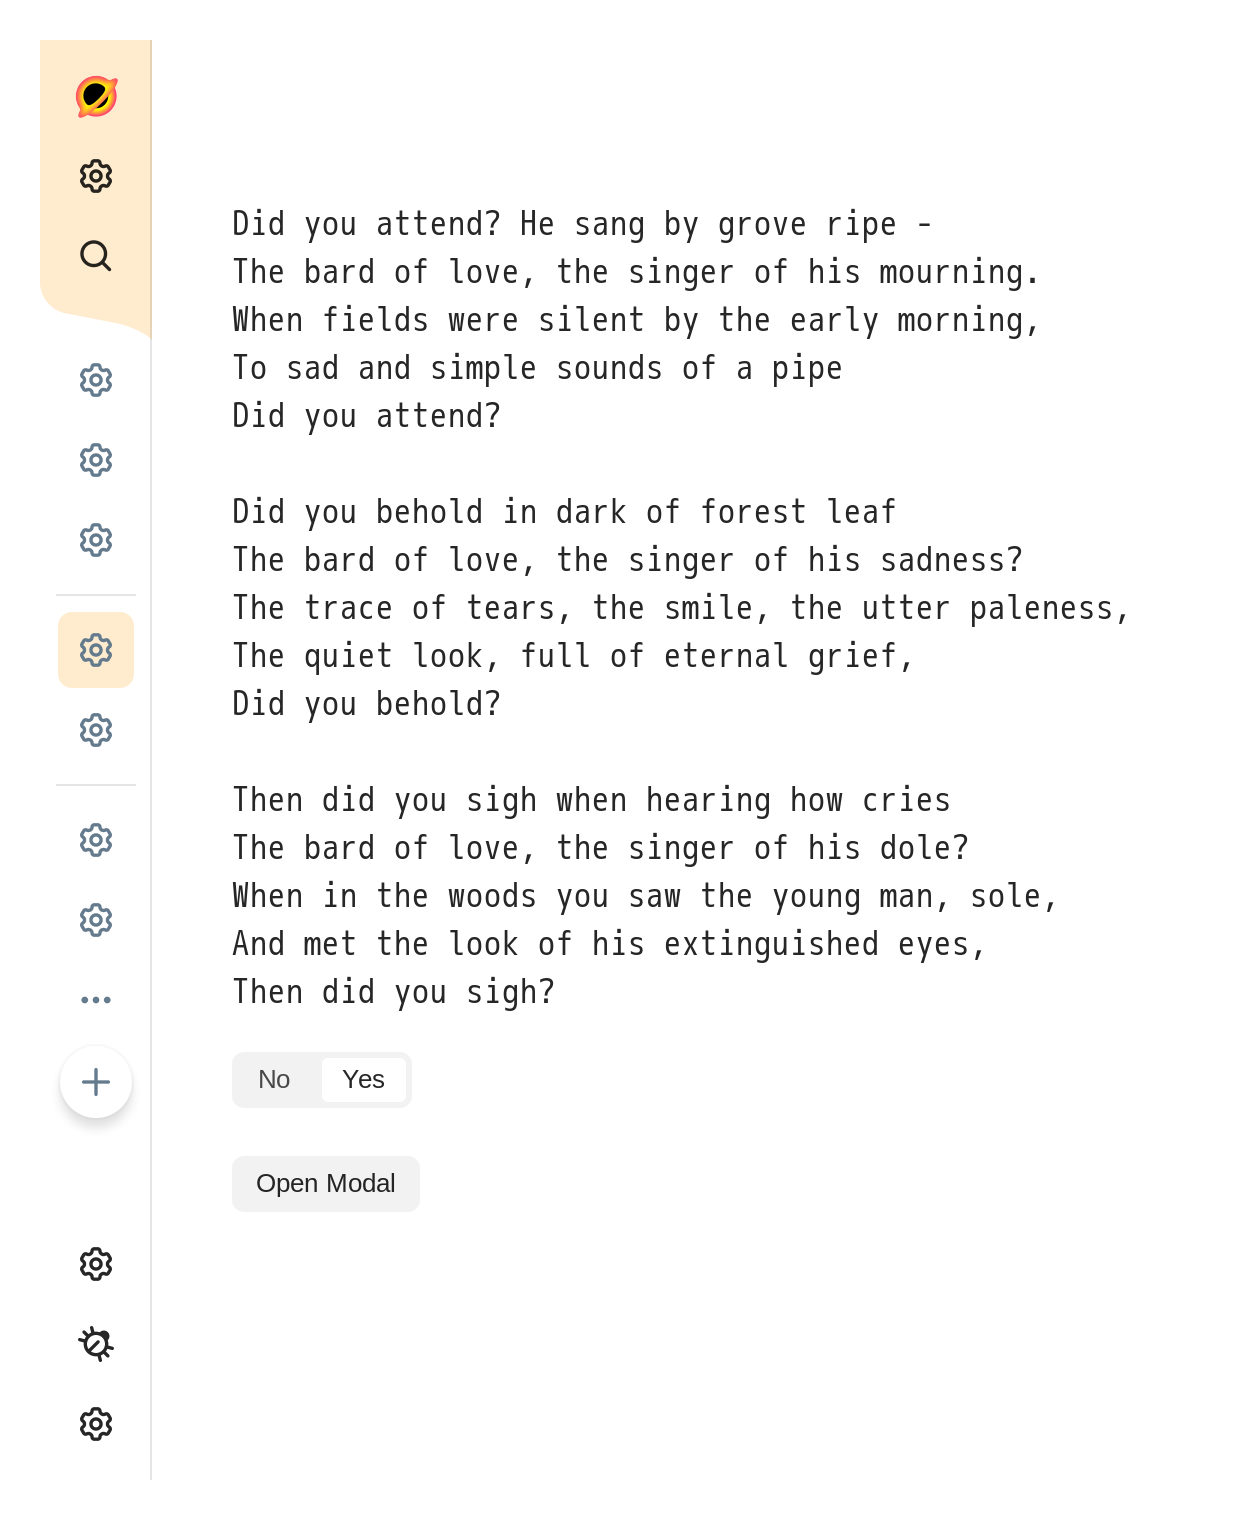 Did you attend? He sang by grove ripe -
The bard of love, the singer of his mourning.
When fields were silent by the early morning,
To sad and simple sounds of a pipe
Did you attend?
Did you behold in dark of forest leaf
The bard of love, the singer of his sadness?
The trace of tears, the smile, the utter paleness,
The quiet look, full of eternal grief,
Did you behold?
Then did you sigh when hearing how cries
The bard of love, the singer of his dole?
When in the woods you saw the young man, sole,
And met the look of his extinguished eyes,
Then did you sigh?
No Yes
Open Modal